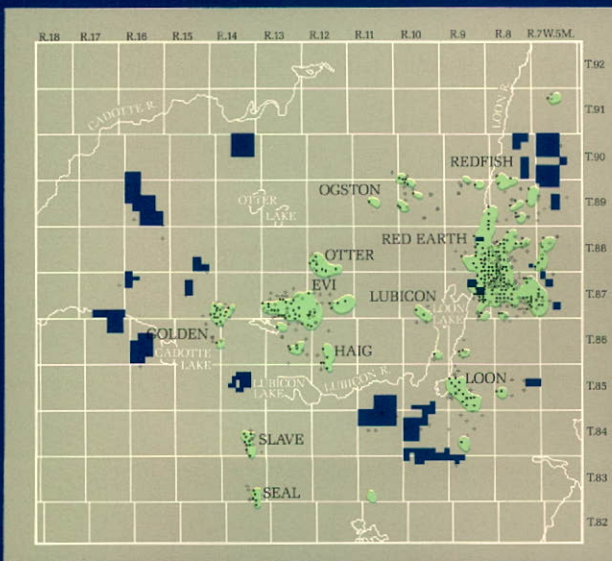 R.18 R.17 R.16 R.15 R.14 R.13 R.12 R.11 R.10 R.9 R.8 R.7W.5M.
T.92
T.91
CADOTTE R.
LOON R.
T.90
REDFISH
OGSTON
T.89
OTTER
LAKE
RED EARTH
T.88
OTTER
EVI
LUBICON
T.87
LOON
LAKE
GOLDEN
T.86
CADOTTE
LAKE
HAIG
LUBICON
LAKE
LUBICON R.
LOON
T.85
SLAVE
T.84
T.83
SEAL
T.82